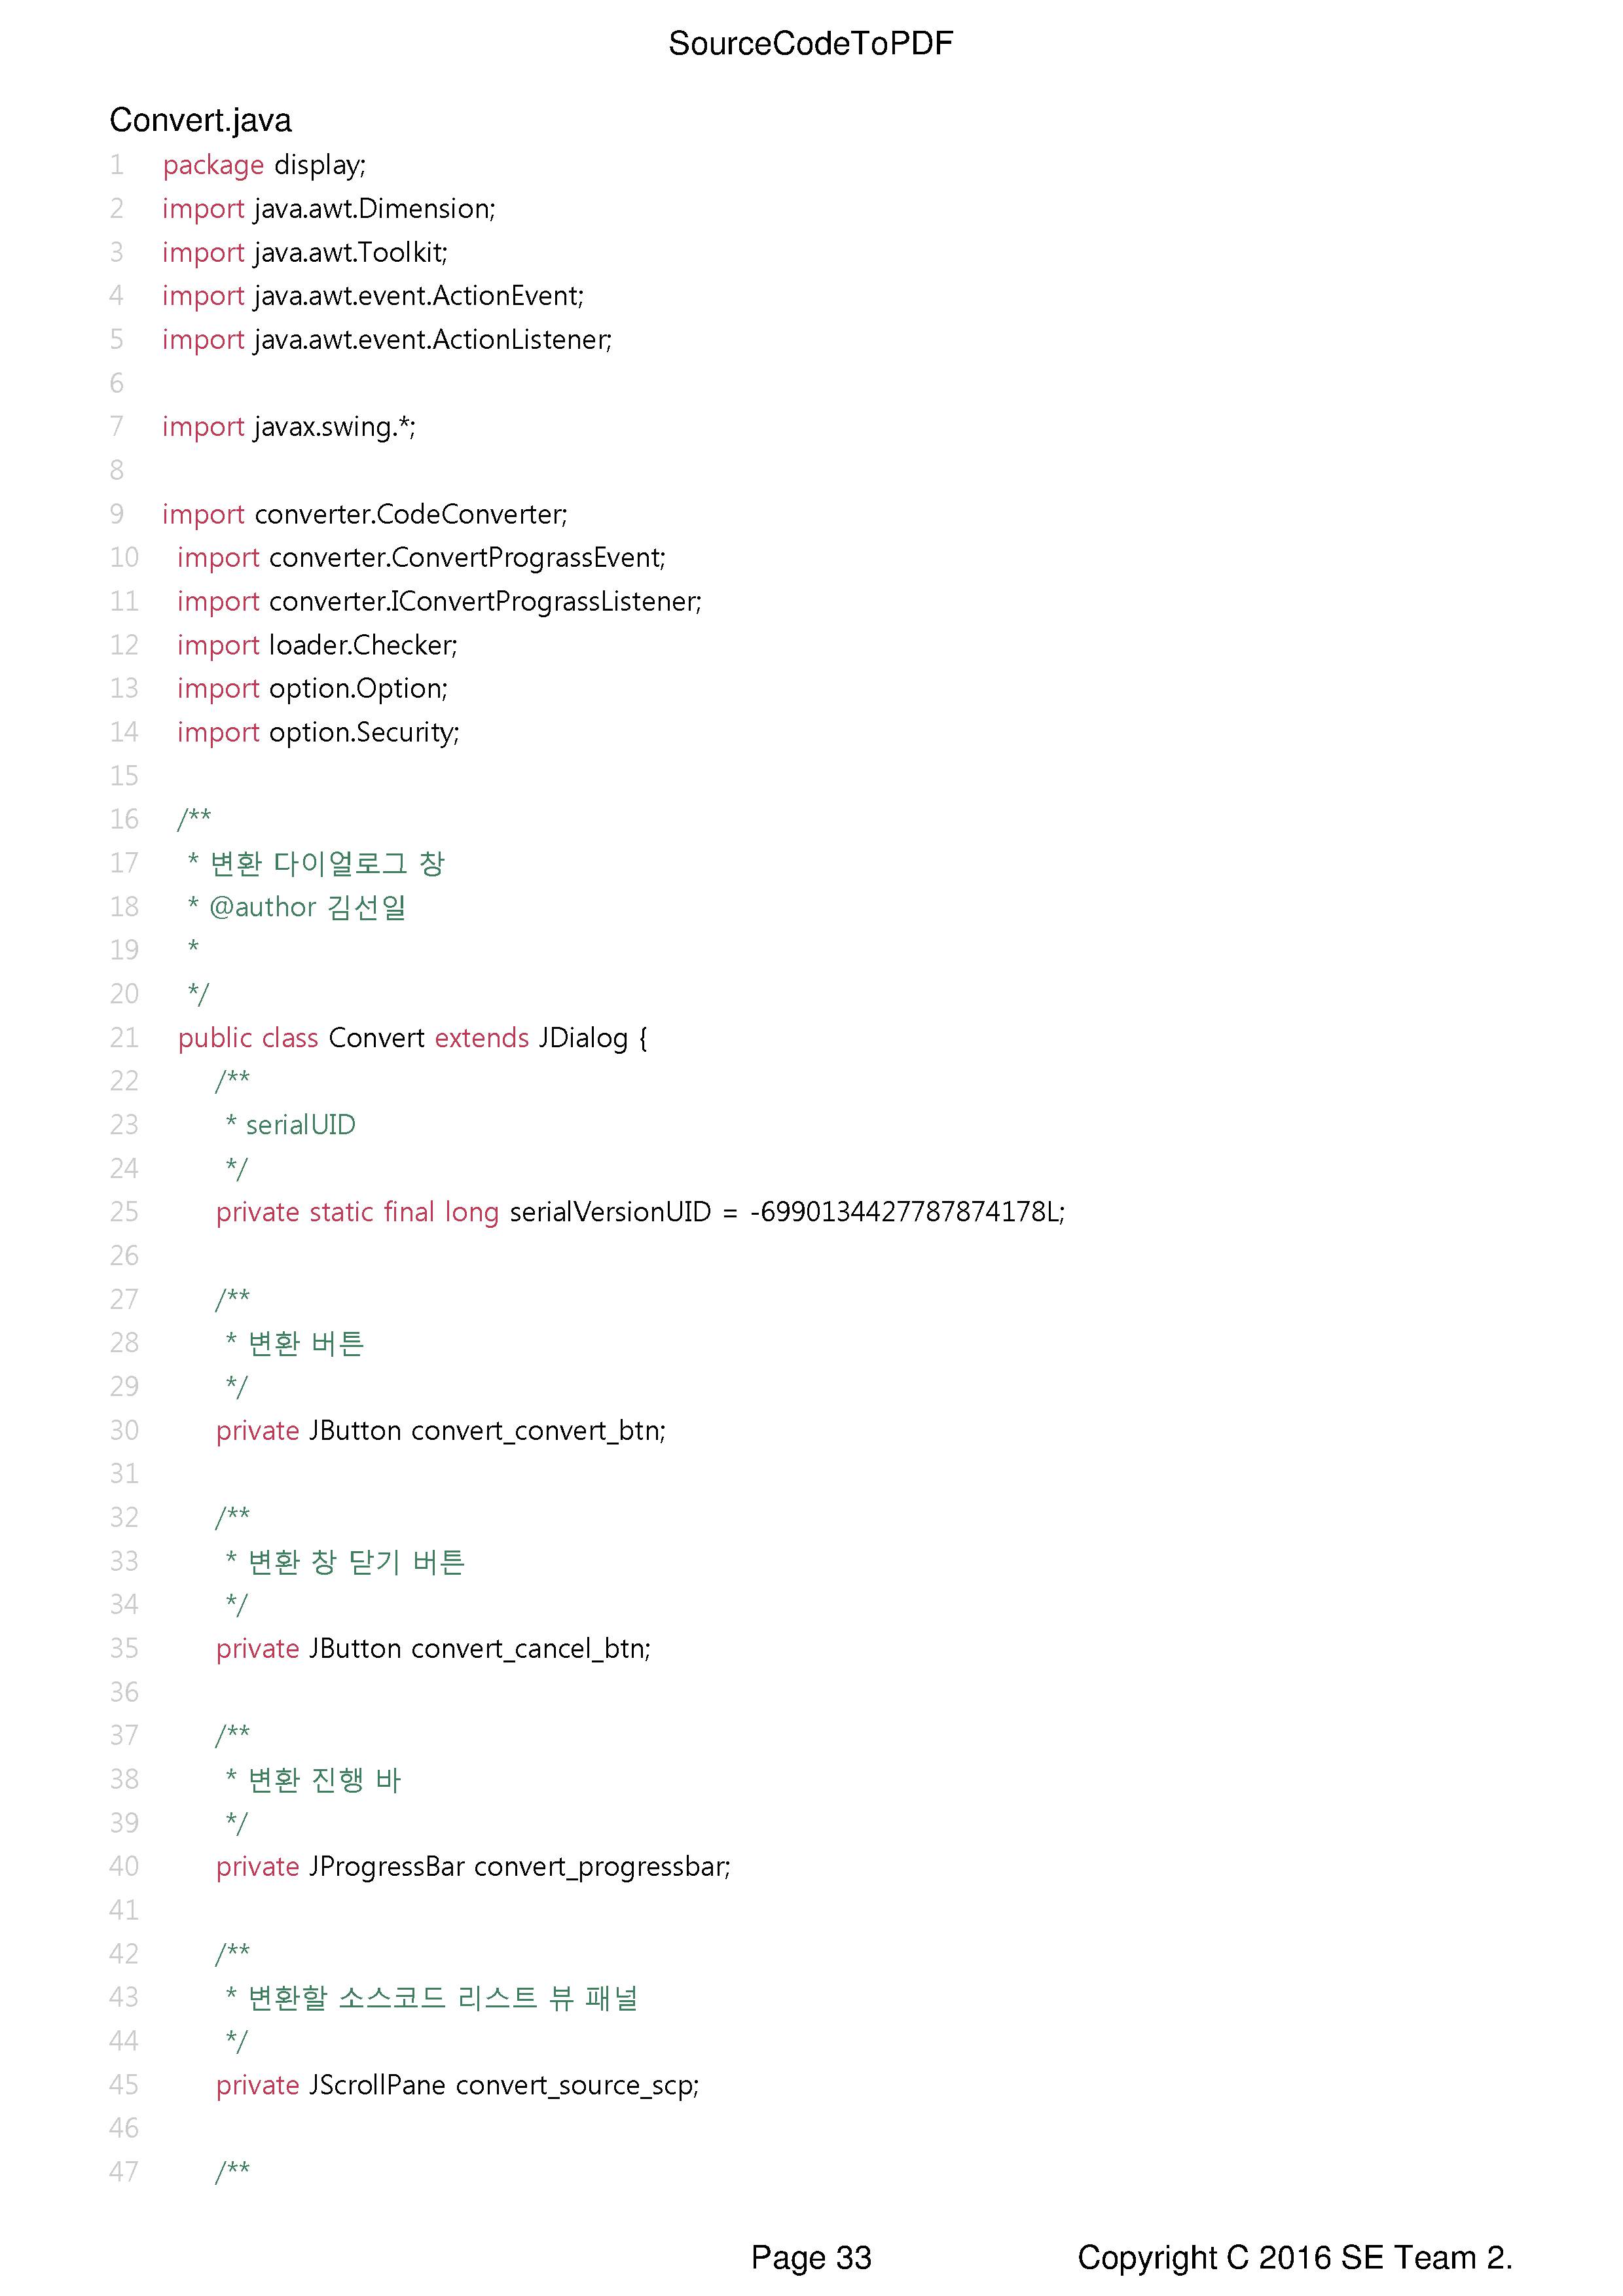 SourceCodeToPDF
Convert.java
1 package display;
2 import java.awt.Dimension;
3 import java.awt.Toolkit;
4 import java.awt.event.ActionEvent;
5 import java.awt.event.ActionListener;
6
7 import javax.swing.*;
8
9 import converter.CodeConverter;
10 import converter.ConvertPrograssEvent;
11 import converter.IConvertPrograssListener;
12 import loader.Checker;
13 import option.Option;
14 import option.Security;
15
16 /**
17 * 변환 다이얼로그 창
18 * @author 김선일
19 *
20 */
21 public class Convert extends JDialog {
22 /**
23 * serialUID
24 */
25 private static final long serialVersionUID = -6990134427787874178L;
26
27 /**
28 * 변환 버튼
29 */
30 private JButton convert_convert_btn;
31
32 /**
33 * 변환 창 닫기 버튼
34 */
35 private JButton convert_cancel_btn;
36
37 /**
38 * 변환 진행 바
39 */
40 private JProgressBar convert_progressbar;
41
42 /**
43 * 변환할 소스코드 리스트 뷰 패널
44 */
45 private JScrollPane convert_source_scp;
46
47 /**
Page 33 Copyright C 2016 SE Team 2.